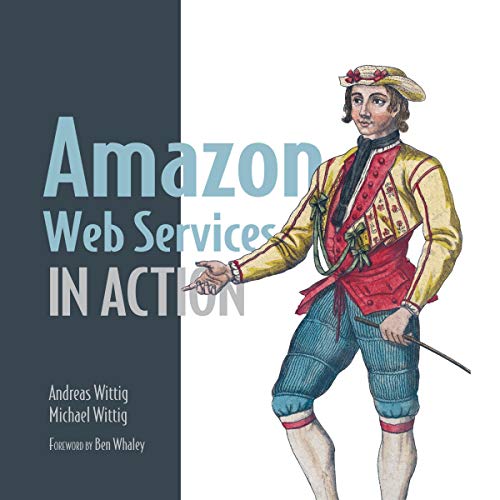 Amazon
Web Services
IN ACTION
Andreas Wittig
Michael Wittig
FOREWORD BY Ben Whaley